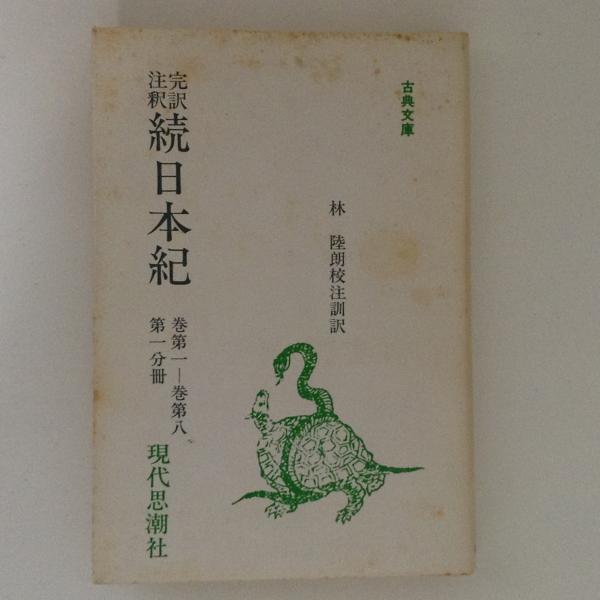 古典文庫
林 陸朗校注訓訳
完訳
注釈
続日本紀
巻第一―巻第八
第一分冊
現代思潮社